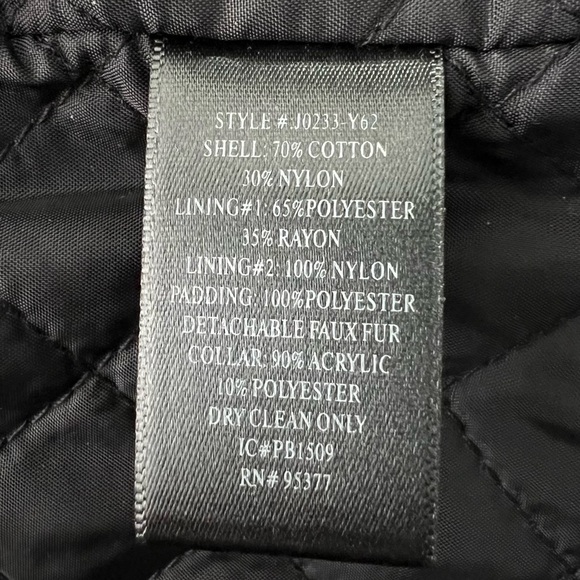 STYLE #:J0233-Y62
SHELL: 70% COTTON
30% NYLON
LINING#1: 65%POLYESTER
35% RAYON
LINING#2: 100% NYLON
PADDING: 100%POLYESTER
DETACHABLE FAUX FUR
COLLAR: 90% ACRYLIC
10% POLYESTER
DRY CLEAN ONLY
IC#PB1509
RN# 95377